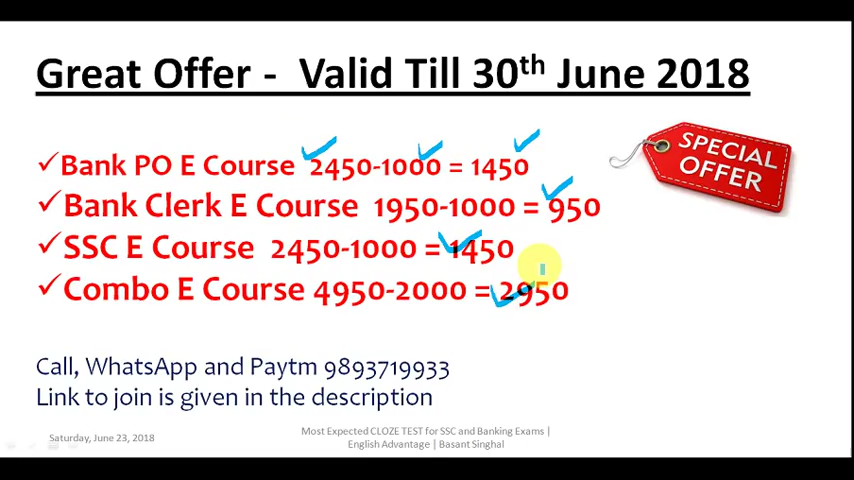 Great Offer - Valid Till 30th June 2018
SPECIAL
OFFER
✓Bank PO E Course 2450-1000 = 1450
✓Bank Clerk E Course 1950-1000 = 950
✓SSC E Course 2450-1000 = 1450
✓Combo E Course 4950-2000 = 2950
Call, WhatsApp and Paytm 9893719933
Link to join is given in the description
Saturday, June 23, 2018
Most Expected CLOZE TEST for SSC and Banking Exams |
English Advantage | Basant Singhal